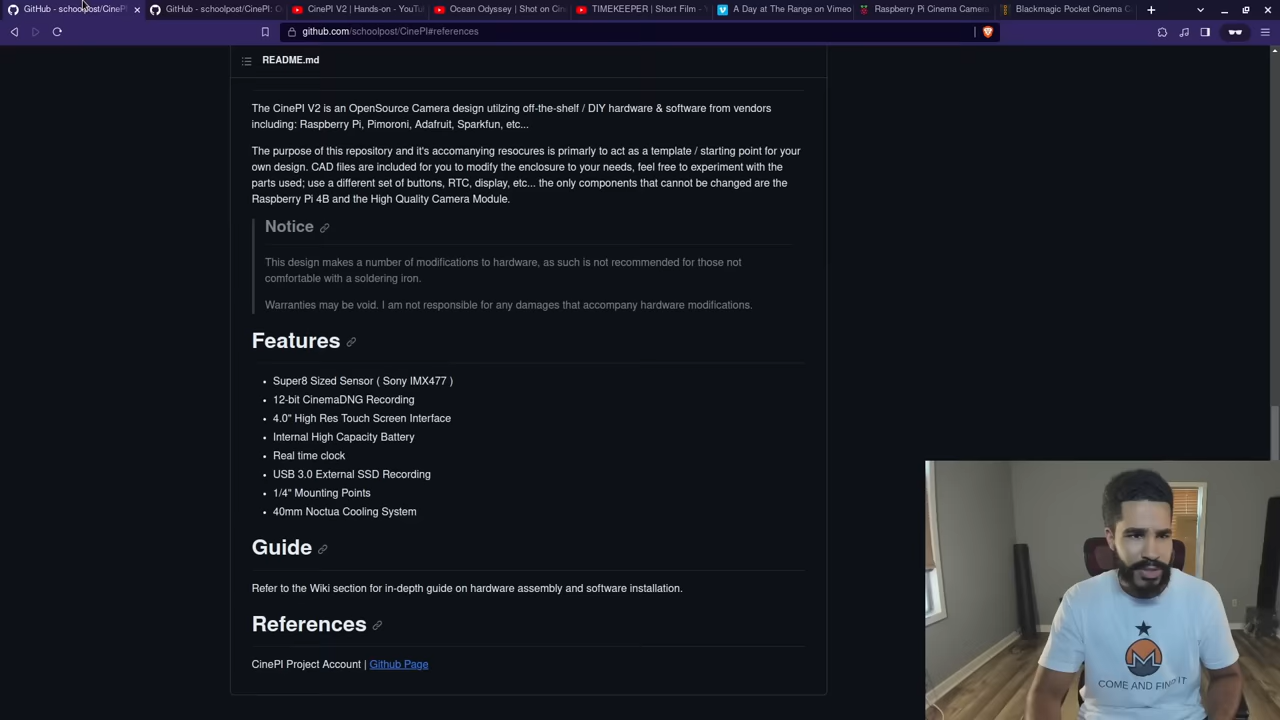 GitHub - schoolpost/CinePI
GitHub - schoolpost/CinePI: O
CinePI V2 | Hands-on - YouTu
Ocean Odyssey | Shot on Cin
TIMEKEEPER | Short Film - Y
A Day at The Range on Vimeo
Raspberry Pi Cinema Camera
Blackmagic Pocket Cinema C
github.com/schoolpost/CinePI#references
README.md
The CinePI V2 is an OpenSource Camera design utilzing off-the-shelf / DIY hardware & software from vendors
including: Raspberry Pi, Pimoroni, Adafruit, Sparkfun, etc...
The purpose of this repository and it's accomanying resocures is primarly to act as a template / starting point for your
own design. CAD files are included for you to modify the enclosure to your needs, feel free to experiment with the
parts used; use a different set of buttons, RTC, display, etc... the only components that cannot be changed are the
Raspberry Pi 4B and the High Quality Camera Module.
Notice
This design makes a number of modifications to hardware, as such is not recommended for those not
comfortable with a soldering iron.
Warranties may be void. I am not responsible for any damages that accompany hardware modifications.
Features
• Super8 Sized Sensor ( Sony IMX477 )
• 12-bit CinemaDNG Recording
• 4.0" High Res Touch Screen Interface
• Internal High Capacity Battery
• Real time clock
• USB 3.0 External SSD Recording
• 1/4" Mounting Points
• 40mm Noctua Cooling System
Guide
Refer to the Wiki section for in-depth guide on hardware assembly and software installation.
References
CinePI Project Account | Github Page
COME AND FIND IT